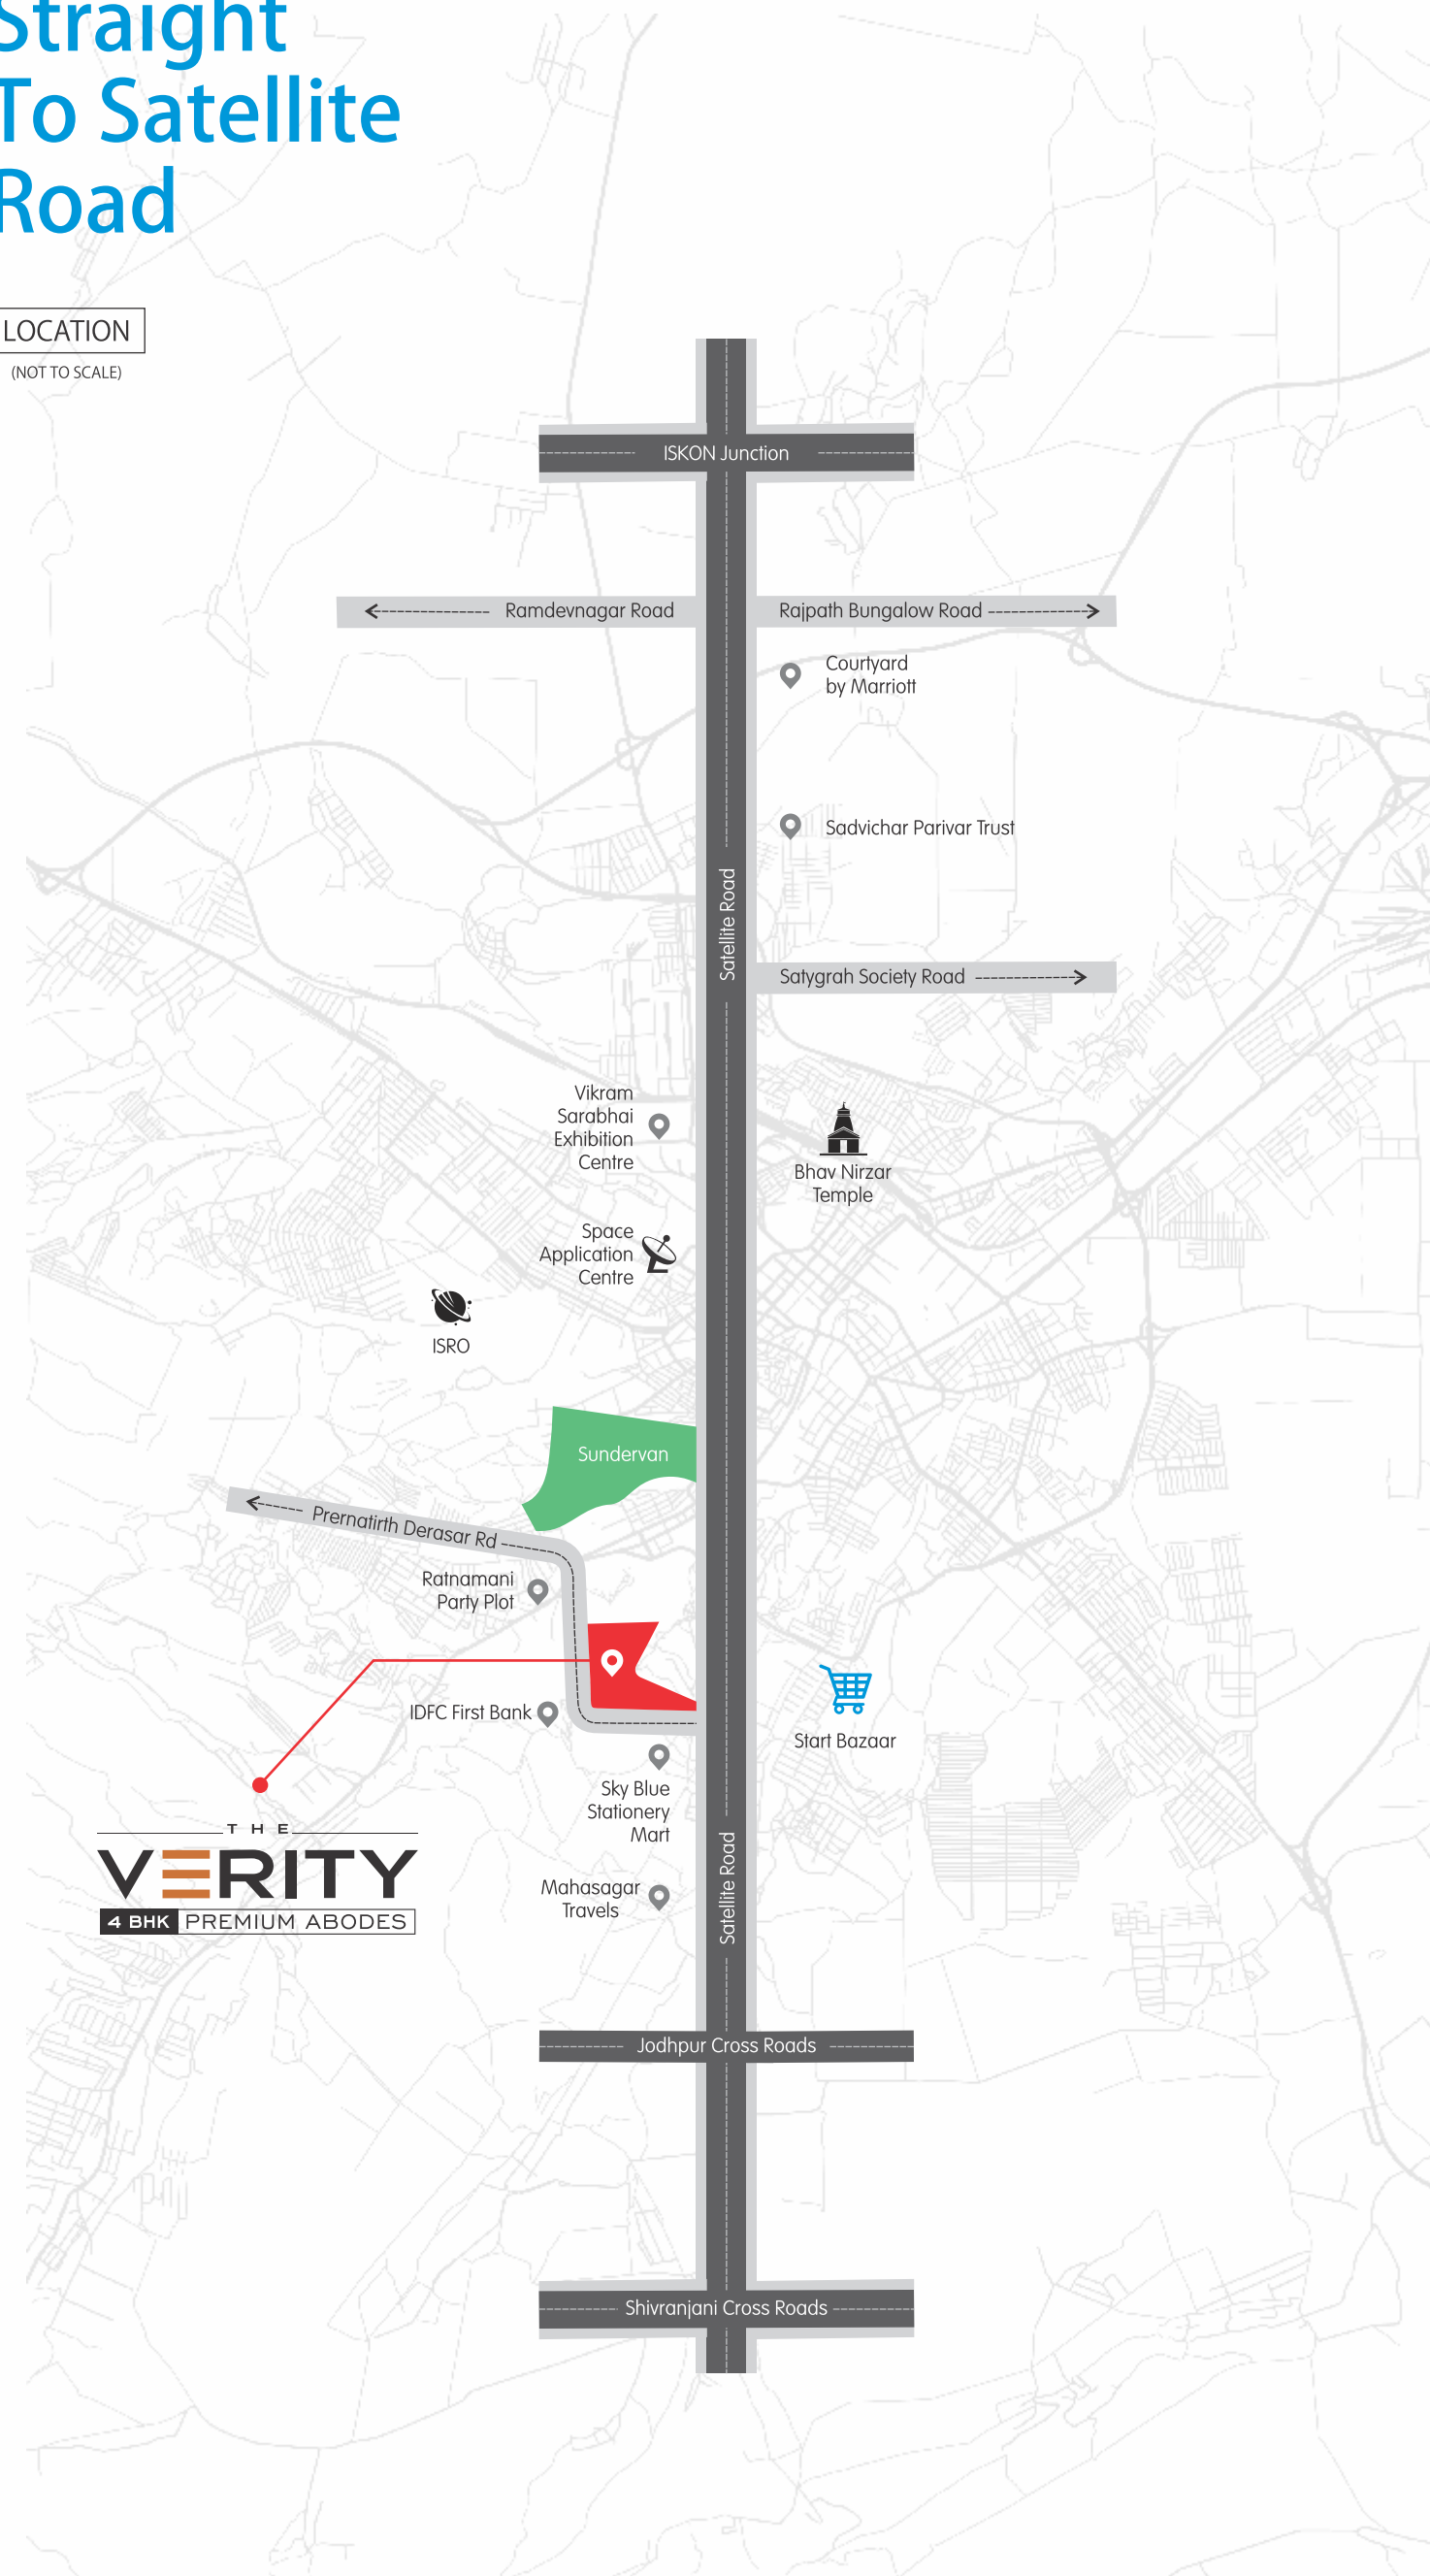 Straight
To Satellite
Road
LOCATION
(NOT TO SCALE)
ISKON Junction
Ramdevnagar Road
Rajpath Bungalow Road
Courtyard
by Marriott
Sadvichar Parivar Trust
Satellite Road
Satygrah Society Road
Vikram
Sarabhai
Exhibition
Centre
Bhav Nirzar
Temple
Space
Application
Centre
ISRO
Sundervan
Prernatirth Derasar Rd
Ratnamani
Party Plot
IDFC First Bank
Start Bazaar
Sky Blue
Stationery
Mart
THE
VERITY
4 BHK PREMIUM ABODES
Mahasagar
Travels
Satellite Road
Jodhpur Cross Roads
Shivranjani Cross Roads